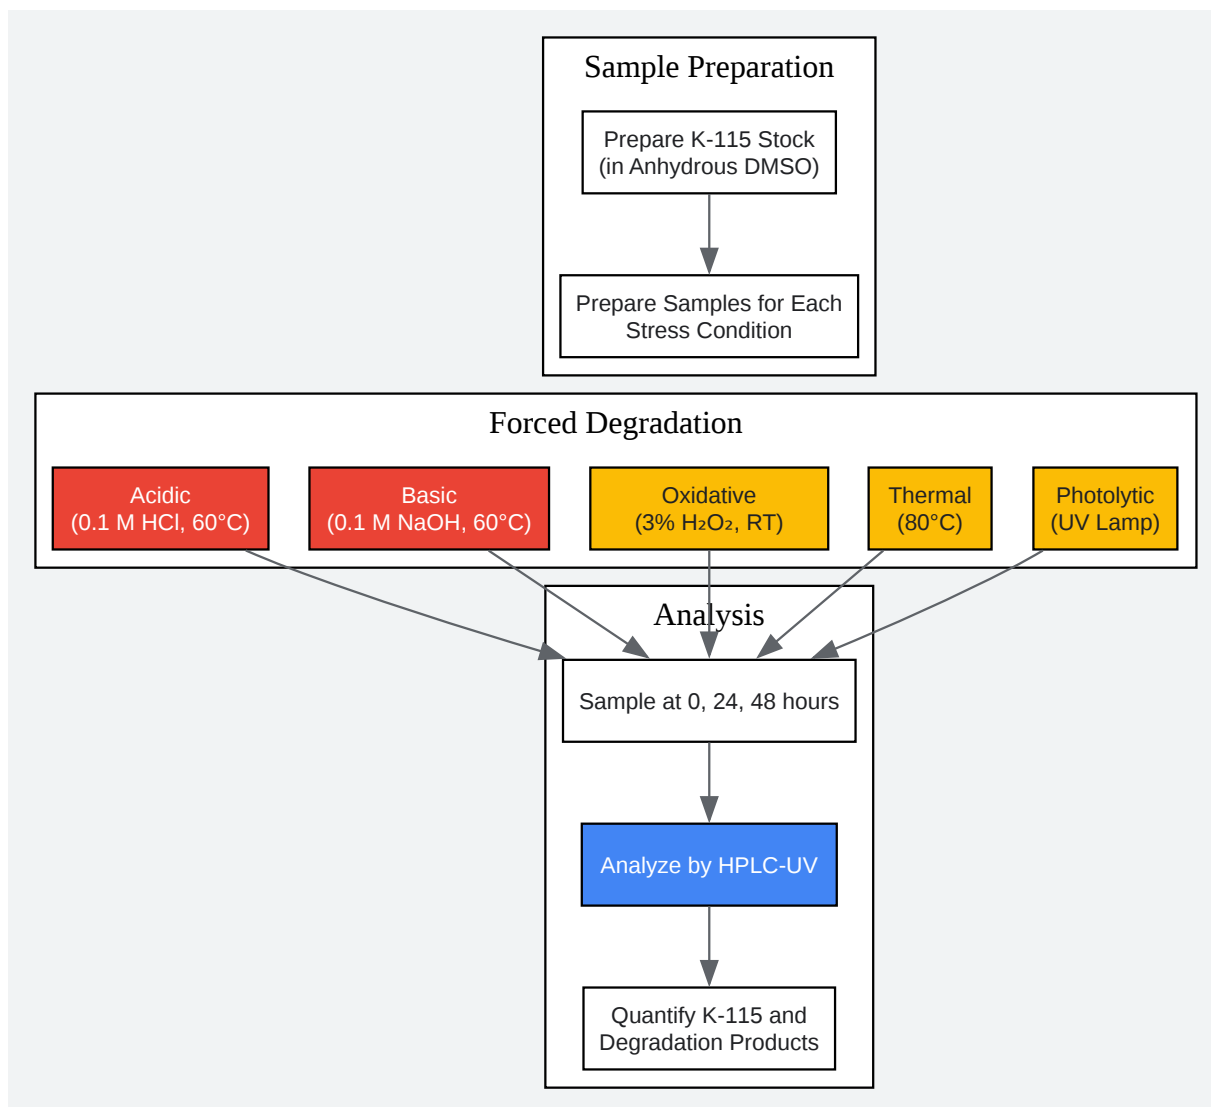 Sample Preparation
Prepare K-115 Stock
(in Anhydrous DMSO)
Prepare Samples for Each
Stress Condition
Forced Degradation
Acidic
(0.1 M HCl, 60°C)
Basic
(0.1 M NaOH, 60°C)
Oxidative
(3% H₂O₂, RT)
Thermal
(80°C)
Photolytic
(UV Lamp)
Analysis
Sample at 0, 24, 48 hours
Analyze by HPLC-UV
Quantify K-115 and
Degradation Products